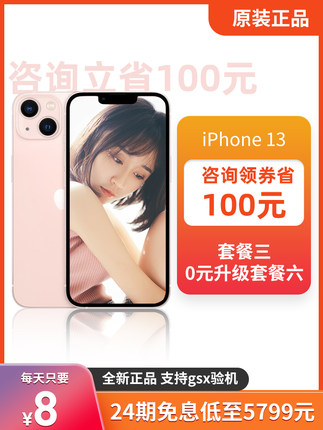 原装正品
咨询立省100元
iPhone 13
咨询领券省
100元
套餐三
0元升级套餐六
每天只要
¥8
全新正品 支持gsx验机
24期免息低至5799元